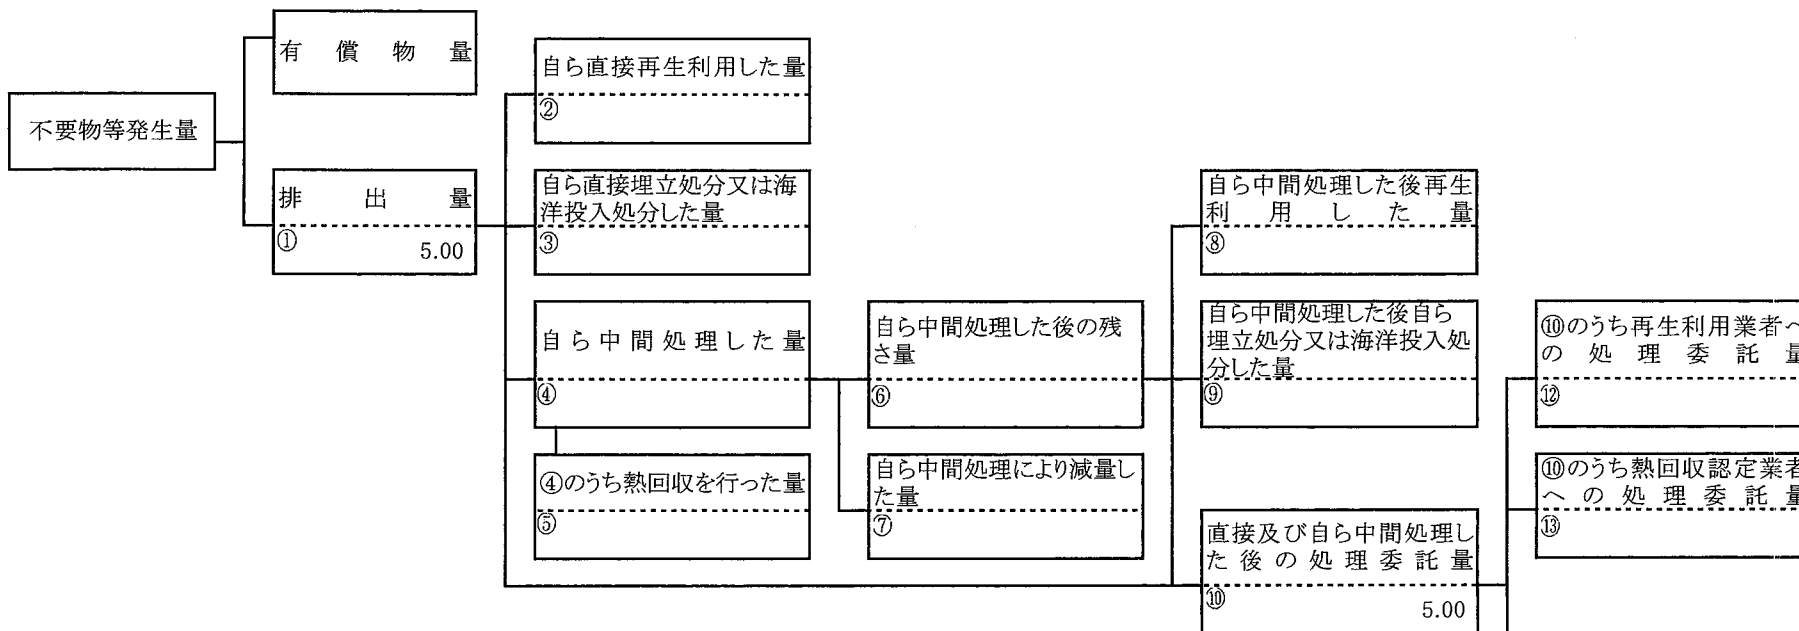 不要物等発生量
有償物量
排出量
①
5.00
自ら直接再生利用した量
②
自ら直接埋立処分又は海
洋投入処分した量
③
自ら中間処理した量
④
④のうち熱回収を行った量
⑤
自ら中間処理した後の残
さ量
⑥
自ら中間処理により減量し
た量
⑦
自ら中間処理した後再生
利用した量
⑧
自ら中間処理した後自ら
埋立処分又は海洋投入処
分した量
⑨
直接及び自ら中間処理し
た後の処理委託量
⑩
5.00
⑩のうち再生利用業者へ
の処理委託量
⑫
⑩のうち熱回収認定業者
への処理委託量
⑬